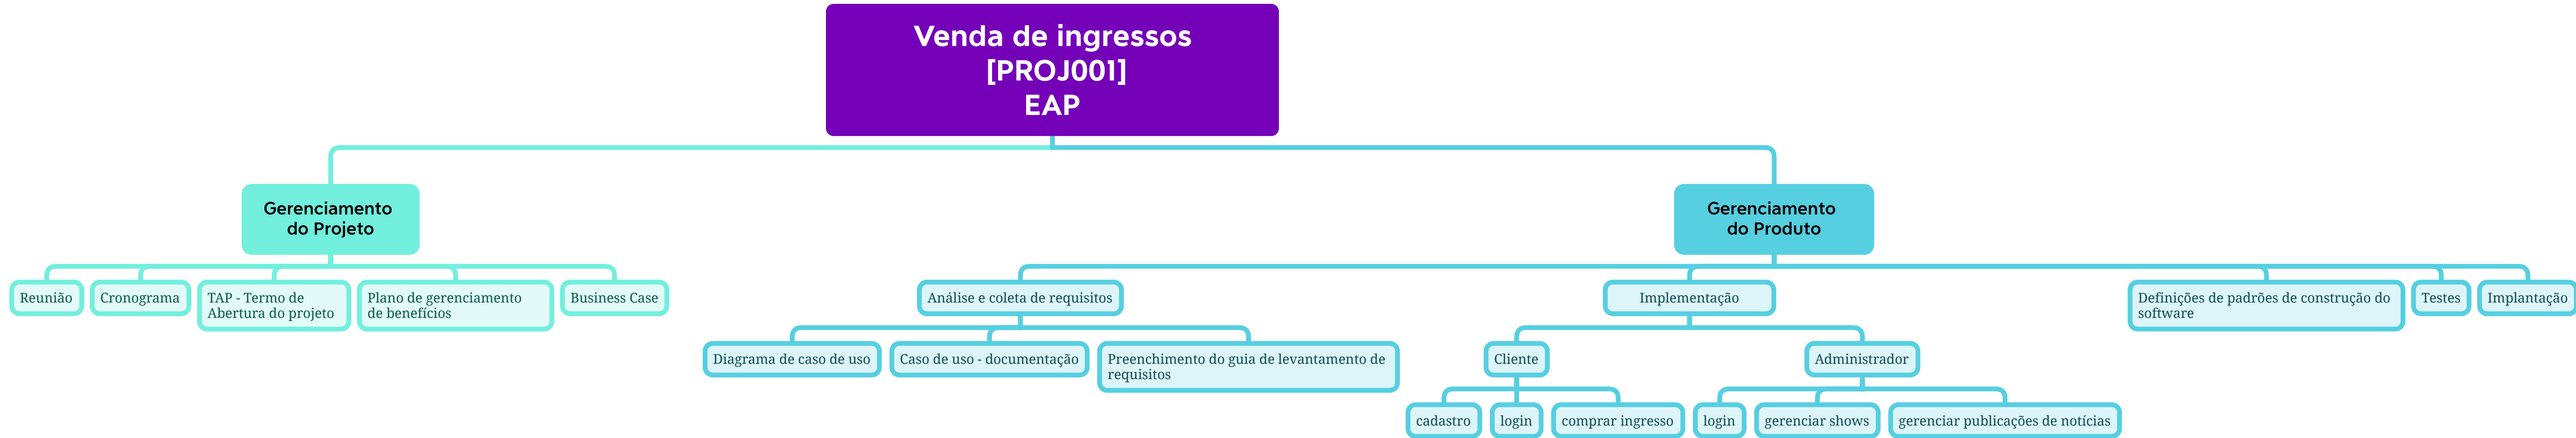 Venda de ingressos
[PROJ001]
EAP
Gerenciamento
do Projeto
Gerenciamento
do Produto
Reunião
Cronograma
TAP - Termo de
Abertura do projeto
Plano de gerenciamento
de benefícios
Business Case
Análise e coleta de requisitos
Implementação
Definições de padrões de construção do
software
Testes
Implantação
Diagrama de caso de uso
Caso de uso - documentação
Preenchimento do guia de levantamento de
requisitos
Cliente
Administrador
cadastro
login
comprar ingresso
login
gerenciar shows
gerenciar publicações de notícias